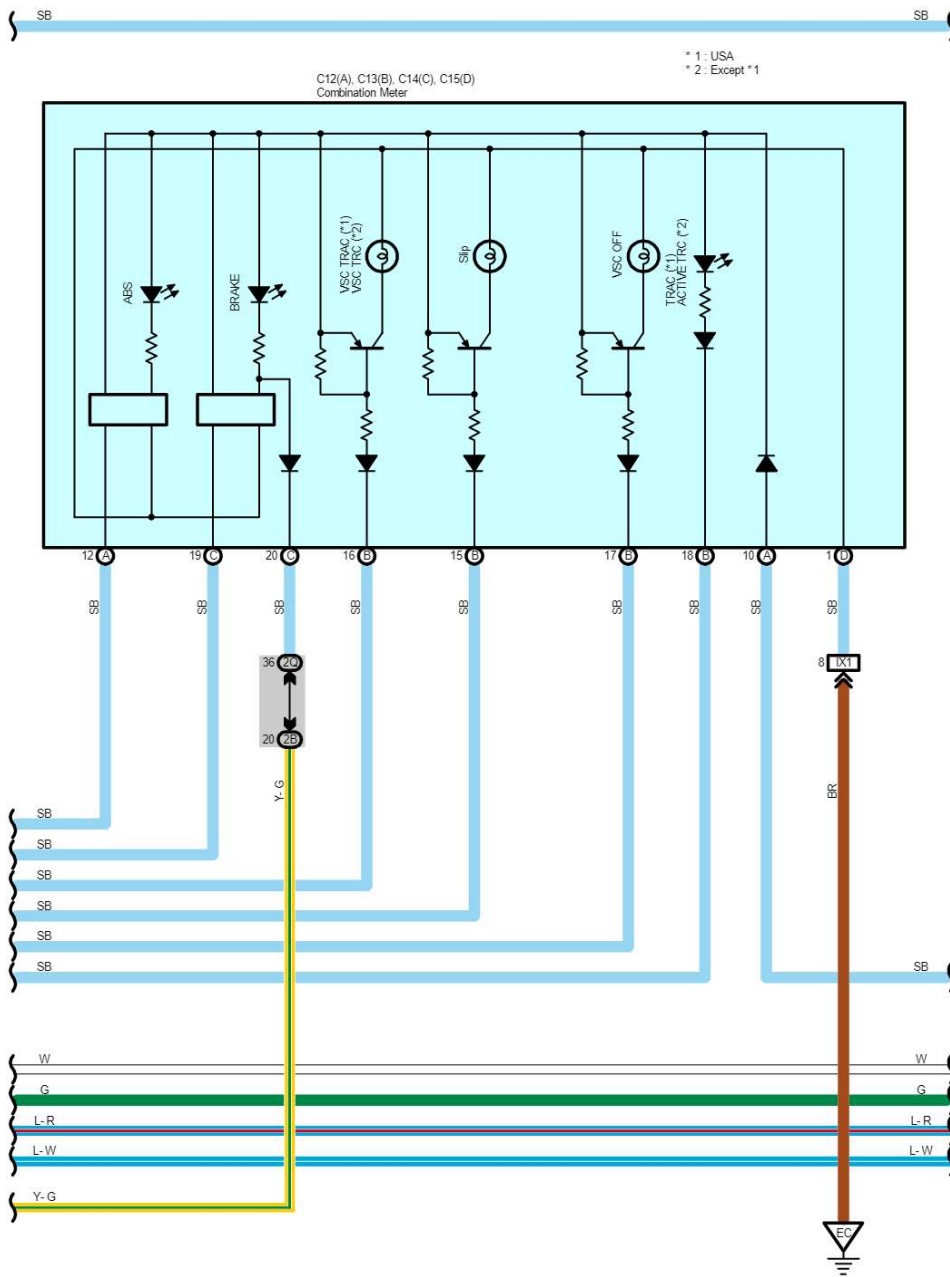 SB SB
* 1 : USA
* 2 : Except *1
C12(A), C13(B), C14(C), C15(D)
Combination Meter
ABS
BRAKE
VSC TRAC (*1)
VSC TRC (*2)
Slip
VSC OFF
TRAC (*1)
ACTIVE TRC (*2)
12 A 19 C 20 C 16 B 15 B 17 B 18 B 10 A 1 D
SB SB SB SB SB SB SB SB SB
36 2Q 8 IX1
20 2B
Y-G BR
SB
SB
SB
SB
SB
SB SB
W W
G G
L-R L-R
L-W L-W
Y-G
EC